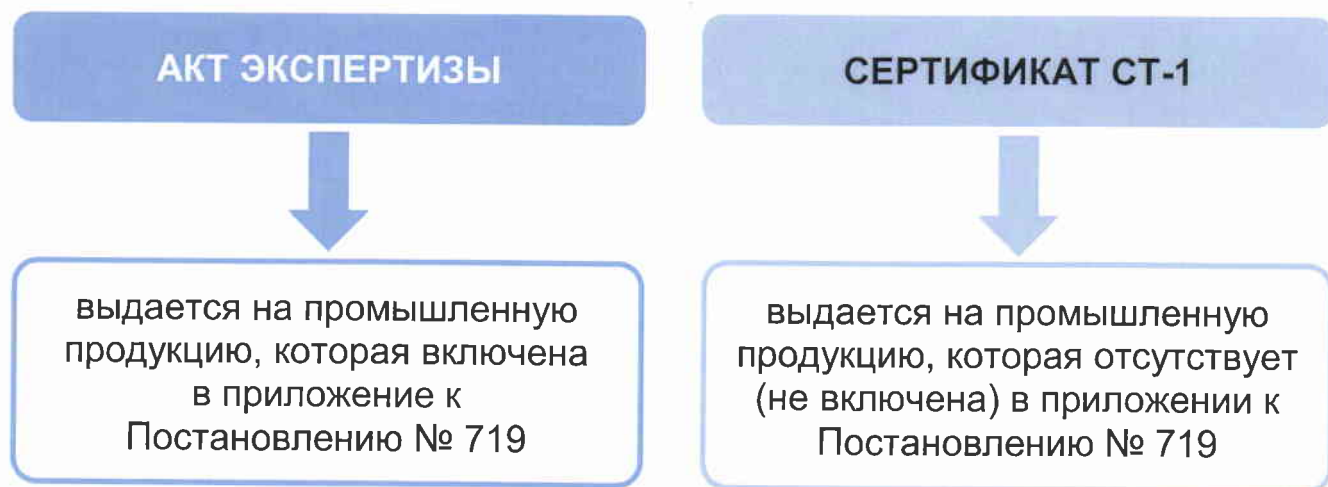 АКТ ЭКСПЕРТИЗЫ
выдается на промышленную
продукцию, которая включена
в приложение к
Постановлению № 719
СЕРТИФИКАТ СТ-1
выдается на промышленную
продукцию, которая отсутствует
(не включена) в приложении к
Постановлению № 719